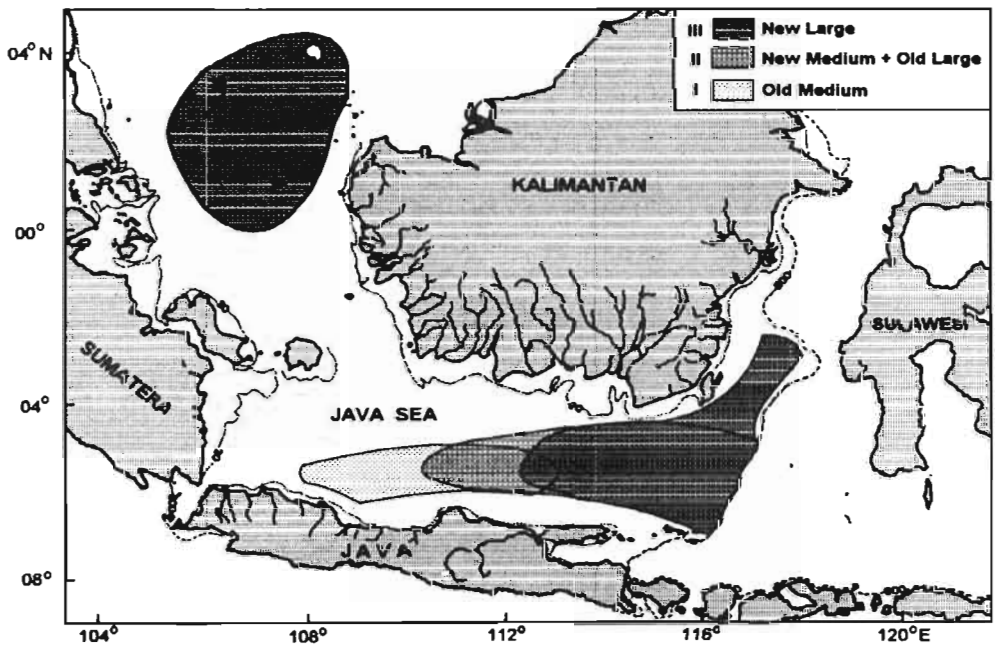 04° N
00°
04°
08°
III New Large
II New Medium + Old Large
I Old Medium
KALIMANTAN
SULAWESI
SUMATERA
JAVA SEA
JAVA
104°
108°
112°
116°
120° E